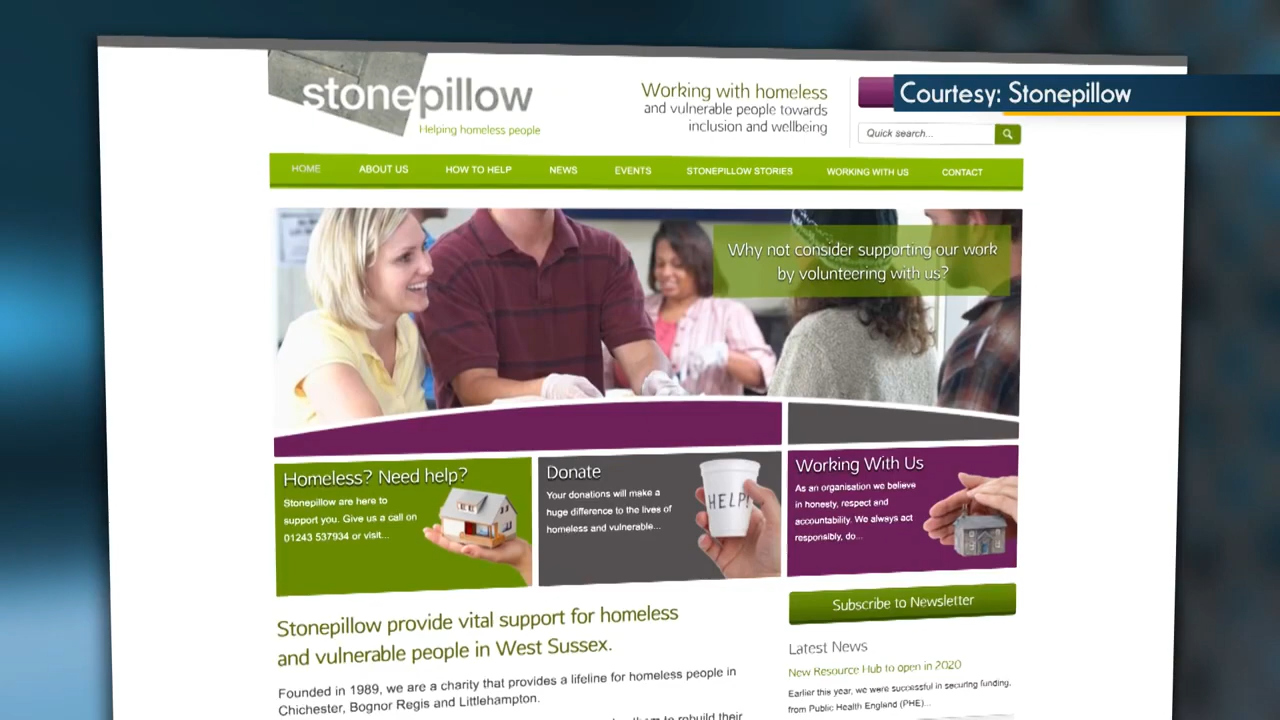 stonepillow
Helping homeless people
Working with homeless
and vulnerable people towards
inclusion and wellbeing
Courtesy: Stonepillow
Quick search...
HOME
ABOUT US
HOW TO HELP
NEWS
EVENTS
STONEPILLOW STORIES
WORKING WITH US
CONTACT
Why not consider supporting our work
by volunteering with us?
Homeless? Need help?
Stonepillow are here to
support you. Give us a call on
01243 537934 or visit...
Donate
Your donations will make a
huge difference to the lives of
homeless and vulnerable...
HELP!
Working With Us
As an organisation we believe
in honesty, respect and
accountability. We always act
responsibly, do...
Stonepillow provide vital support for homeless
and vulnerable people in West Sussex.
Founded in 1989, we are a charity that provides a lifeline for homeless people in
Chichester, Bognor Regis and Littlehampton.
them to rebuild their
Subscribe to Newsletter
Latest News
New Resource Hub to open in 2020
Earlier this year, we were successful in securing funding,
from Public Health England (PHE)...